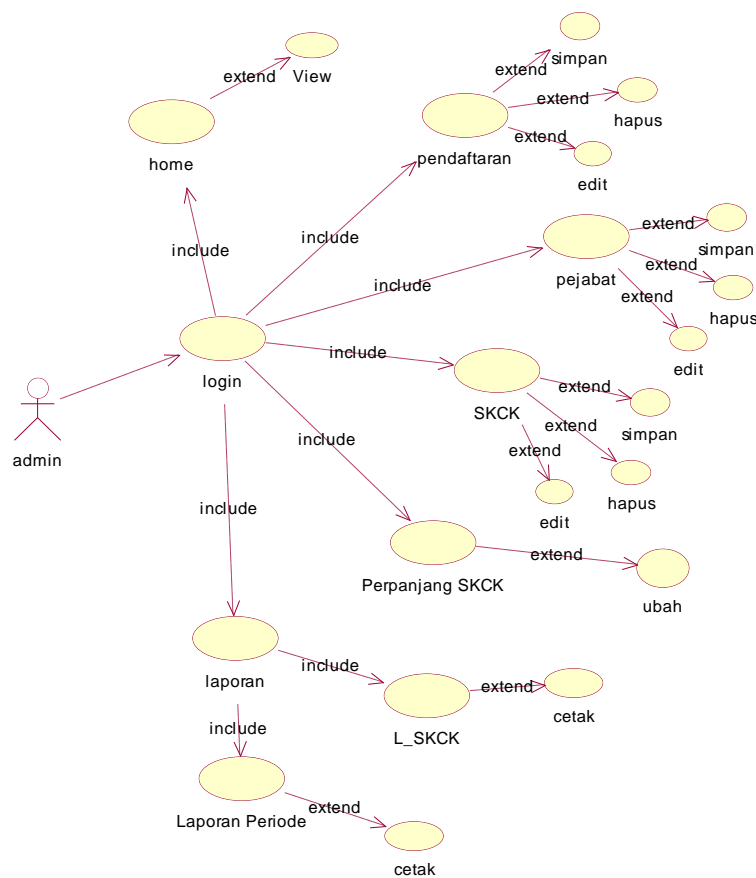 simpan
extend
View
extend
extend
hapus
extend
pendaftaran
home
edit
extend
simpan
include
include
extend
pejabat
include
hapus
extend
include
login
edit
extend
SKCK
simpan
extend
include
extend
admin
hapus
edit
include
extend
Perpanjang SKCK
ubah
include
laporan
extend
cetak
include
L_SKCK
extend
Laporan Periode
cetak